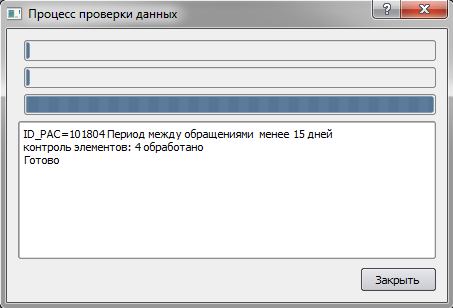 Процесс проверки данных
?
ID_PAC=101804 Период между обращениями  менее 15 дней
контроль элементов: 4 обработано
Готово
Закрыть